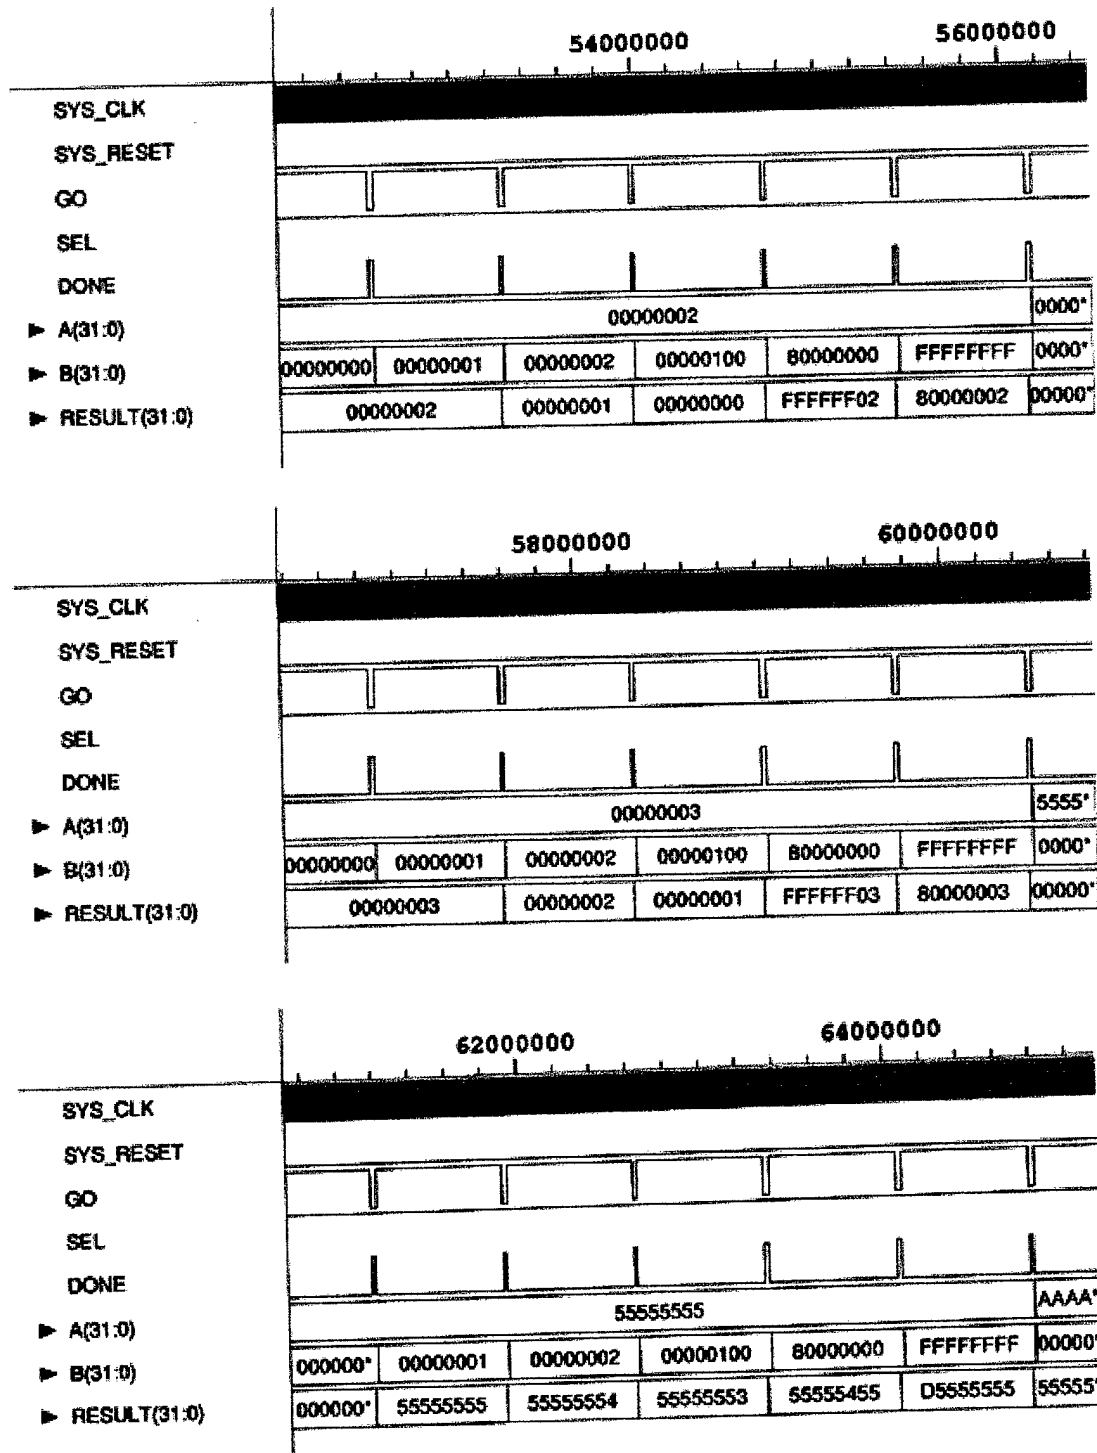 54000000 56000000
SYS_CLK
SYS_RESET
GO
SEL
DONE
A(31:0) 00000002 0000*
B(31:0) 00000000 00000001 00000002 00000100 80000000 FFFFFFFF 0000*
RESULT(31:0) 00000002 00000001 00000000 FFFFFF02 80000002 00000*
58000000 60000000
SYS_CLK
SYS_RESET
GO
SEL
DONE
A(31:0) 00000003 5555*
B(31:0) 00000000 00000001 00000002 00000100 80000000 FFFFFFFF 0000*
RESULT(31:0) 00000003 00000002 00000001 FFFFFF03 80000003 00000*
62000000 64000000
SYS_CLK
SYS_RESET
GO
SEL
DONE
A(31:0) 55555555 AAAA*
B(31:0) 000000* 00000001 00000002 00000100 80000000 FFFFFFFF 00000*
RESULT(31:0) 000000* 55555555 55555554 55555553 55555455 D5555555 55555*